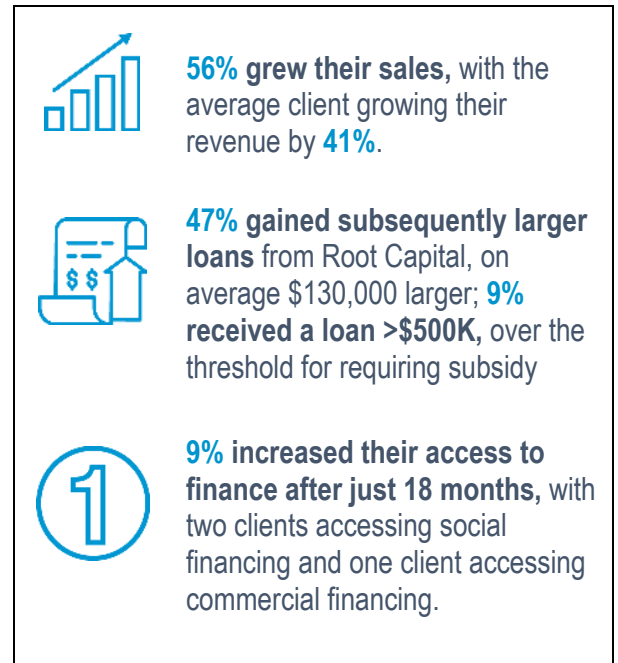 56% grew their sales, with the
average client growing their
revenue by 41%.
$ $
47% gained subsequently larger
loans from Root Capital, on
average $130,000 larger; 9%
received a loan >$500K, over the
threshold for requiring subsidy
1
9% increased their access to
finance after just 18 months, with
two clients accessing social
financing and one client accessing
commercial financing.